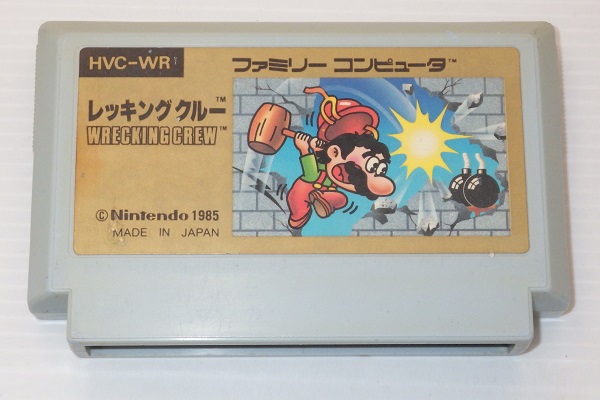 HVC-WR
ファミリー コンピュータ™
レッキングクルー™
WRECKING CREW™
©Nintendo 1985
MADE IN JAPAN